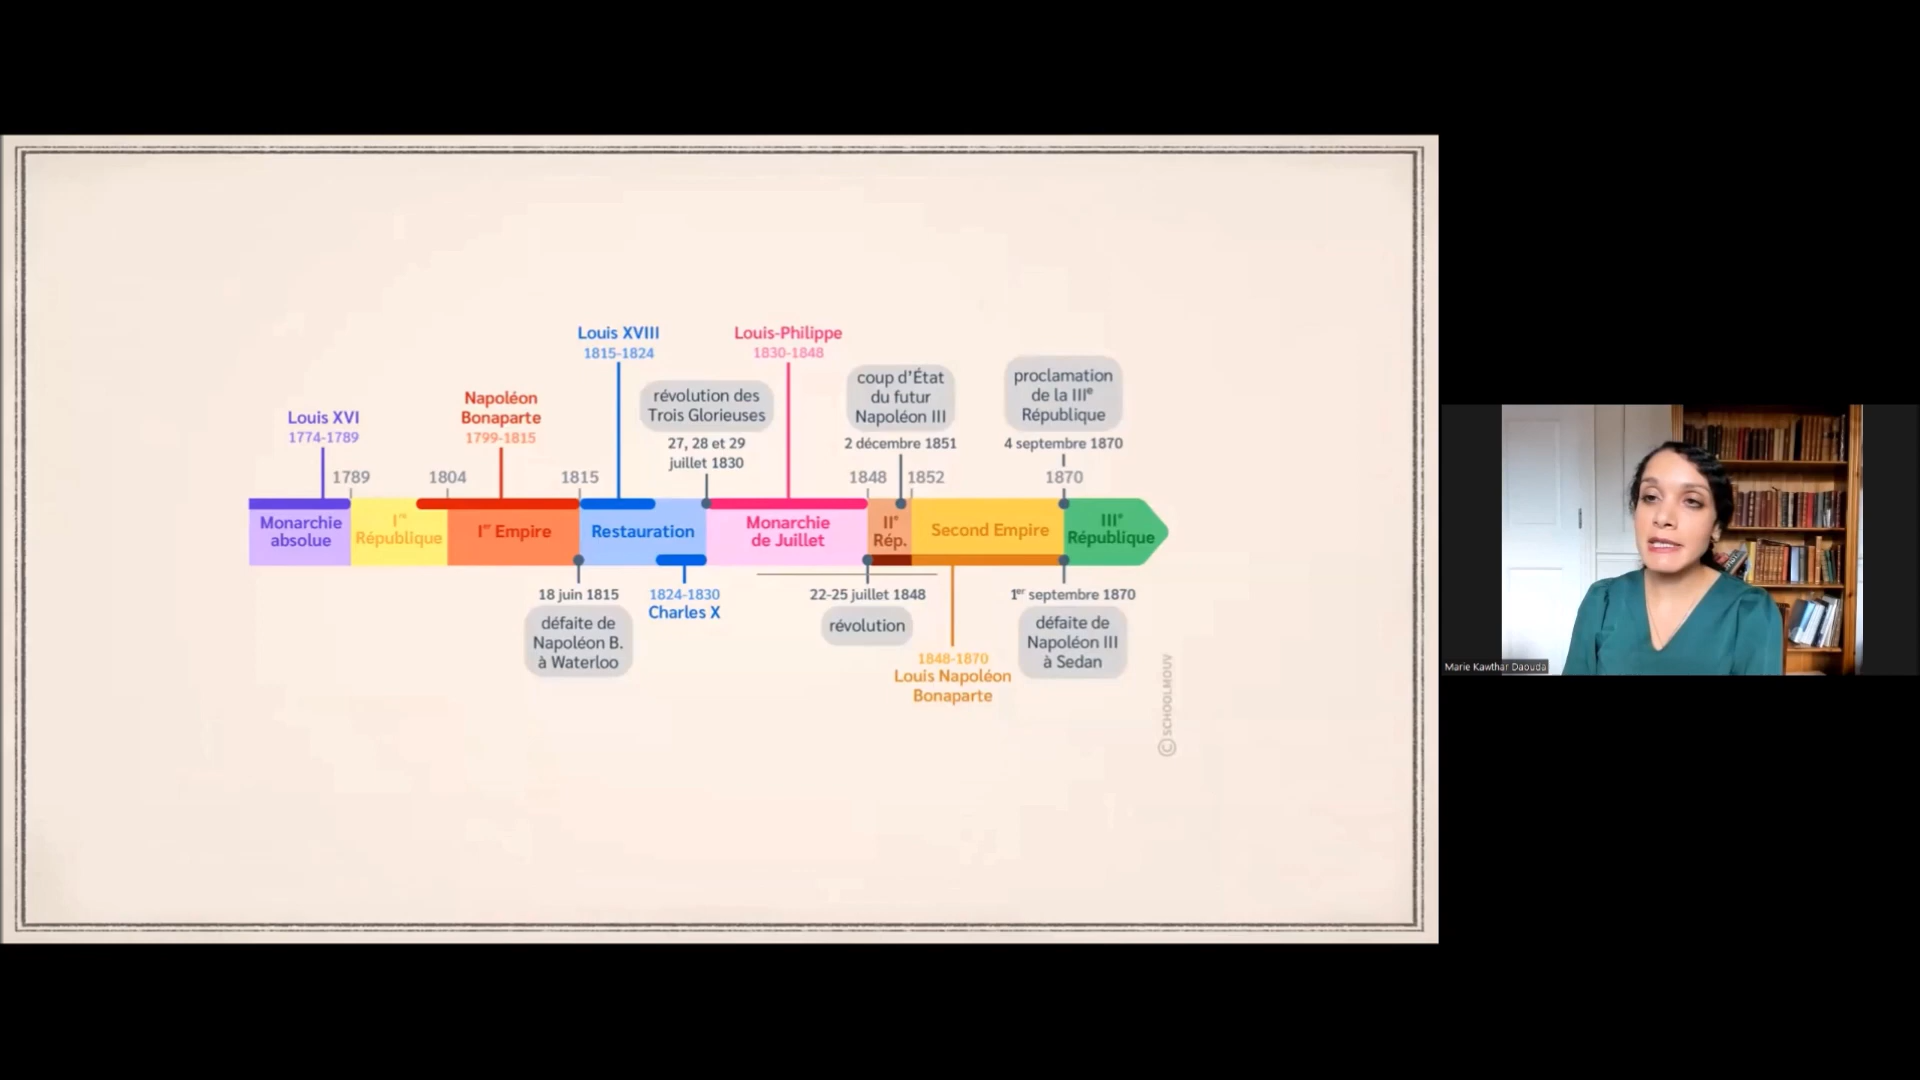 Louis XVI
1774-1789
Napoléon
Bonaparte
1799-1815
Louis XVIII
1815-1824
révolution des
Trois Glorieuses
27, 28 et 29
juillet 1830
Louis-Philippe
1830-1848
coup d'État
du futur
Napoléon III
2 décembre 1851
proclamation
de la IIIᵉ
République
4 septembre 1870
1789
1804
1815
1848
1852
1870
Monarchie
absolue
Iʳᵉ
République
Iᵉʳ Empire
Restauration
Monarchie
de Juillet
IIᵉ
Rép.
Second Empire
IIIᵉ
République
18 juin 1815
défaite de
Napoléon B.
à Waterloo
1824-1830
Charles X
22-25 juillet 1848
révolution
1848-1870
Louis Napoléon
Bonaparte
1ᵉʳ septembre 1870
défaite de
Napoléon III
à Sedan
© SCHOOLMOUV
Marie Kawthar Daouda